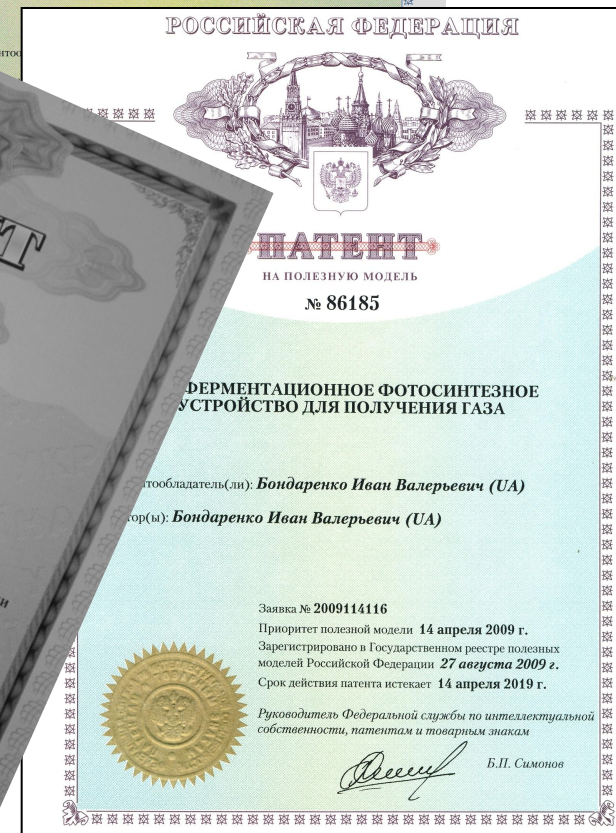 РОССИЙСКАЯ ФЕДЕРАЦИЯ
ПАТЕНТ
НА ПОЛЕЗНУЮ МОДЕЛЬ
№ 86185
ФЕРМЕНТАЦИОННОЕ ФОТОСИНТЕЗНОЕ
УСТРОЙСТВО ДЛЯ ПОЛУЧЕНИЯ ГАЗА
тообладатель(ли): Бондаренко Иван Валерьевич (UA)
тор(ы): Бондаренко Иван Валерьевич (UA)
Заявка № 2009114116
Приоритет полезной модели 14 апреля 2009 г.
Зарегистрировано в Государственном реестре полезных
моделей Российской Федерации 27 августа 2009 г.
Срок действия патента истекает 14 апреля 2019 г.
Руководитель Федеральной службы по интеллектуальной
собственности, патентам и товарным знакам
Б.П. Симонов